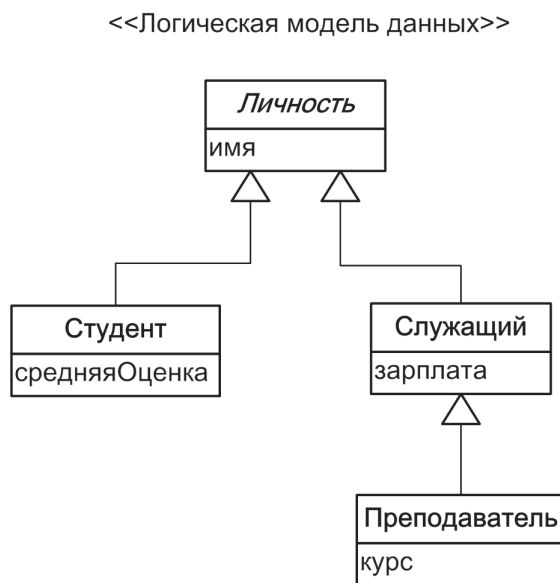 <<Логическая модель данных>>
Личность
имя
Студент
средняяОценка
Служащий
зарплата
Преподаватель
курс